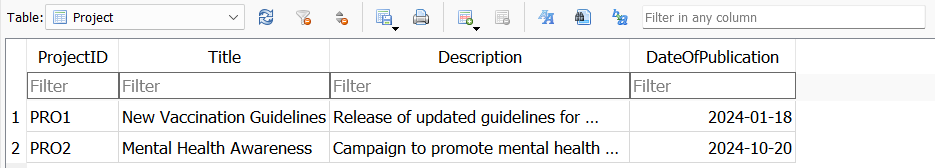 Table: Project Filter in any column
ProjectID Title Description DateOfPublication
Filter Filter Filter Filter
1 PRO1 New Vaccination Guidelines Release of updated guidelines for ... 2024-01-18
2 PRO2 Mental Health Awareness Campaign to promote mental health ... 2024-10-20